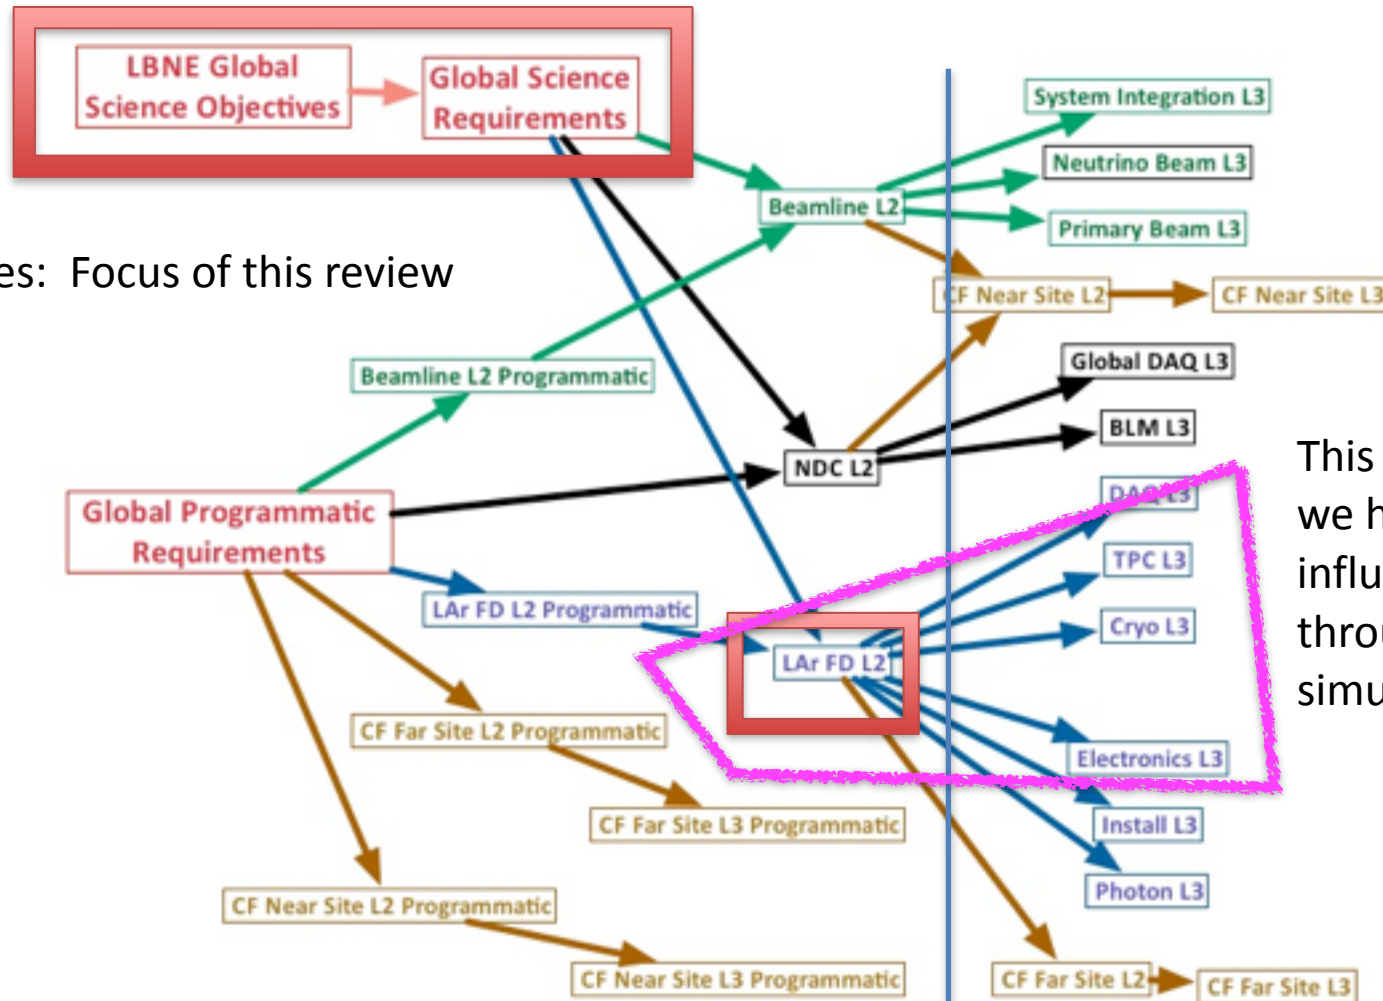 LBNE Global
Science Objectives
Global Science
Requirements
System Integration L3
Neutrino Beam L3
Beamline L2
Primary Beam L3
es:  Focus of this review
CF Near Site L2
CF Near Site L3
Beamline L2 Programmatic
Global DAQ L3
BLM L3
NDC L2
This
we h
influ
throu
simu
DAQ L3
Global Programmatic
Requirements
TPC L3
LAr FD L2 Programmatic
Cryo L3
LAr FD L2
CF Far Site L2 Programmatic
Electronics L3
CF Far Site L3 Programmatic
Install L3
Photon L3
CF Near Site L2 Programmatic
CF Near Site L3 Programmatic
CF Far Site L2
CF Far Site L3